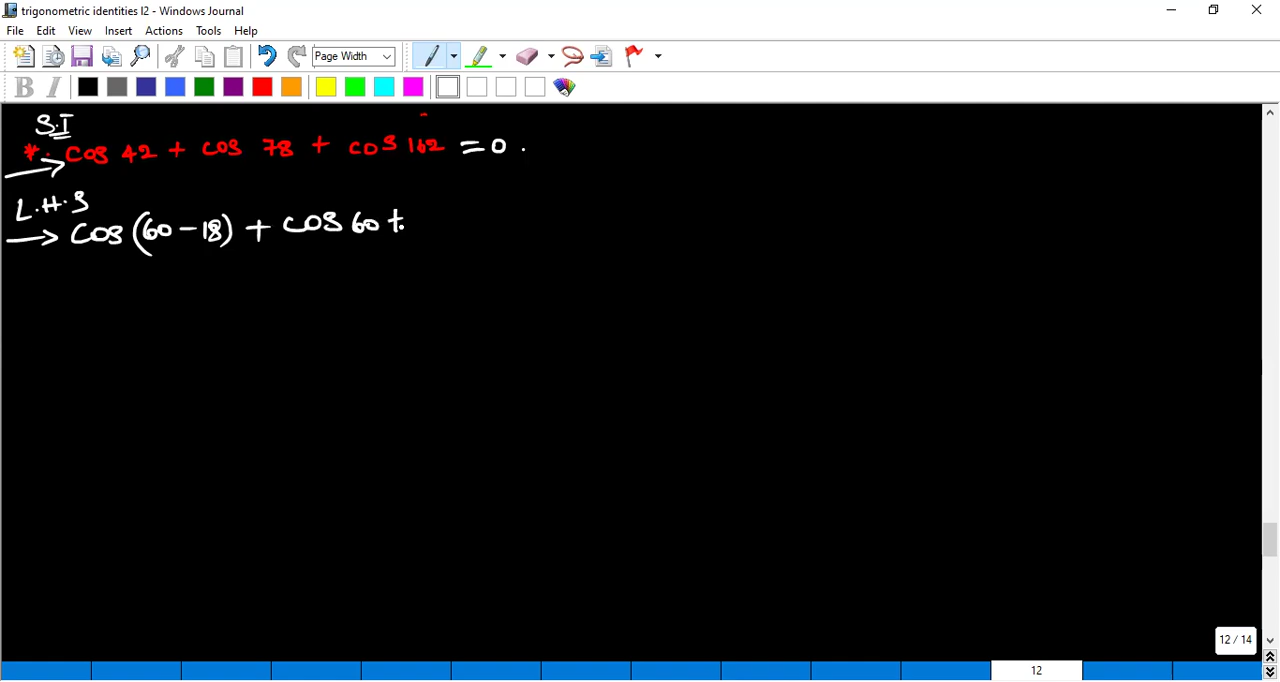 trigonometric identities l2 - Windows Journal
File Edit View Insert Actions Tools Help
Page Width
B I
S.I
*. cos 42 + cos 78 + cos 162 = 0 .
L.H.S
cos (60 - 18) + cos 60 +
12 / 14
12